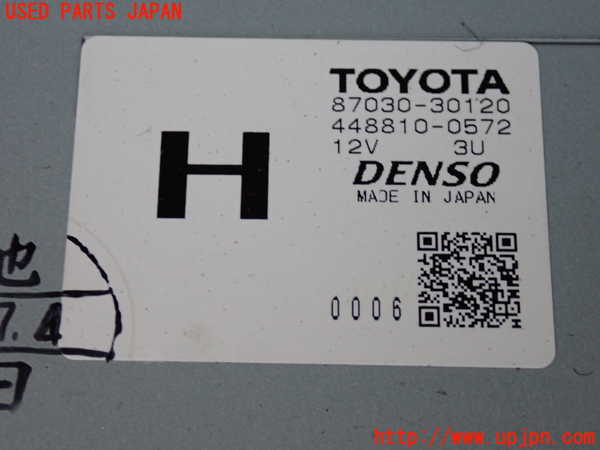 USED PARTS JAPAN
TOYOTA
87030-30120
448810-0572
12V 3U
H
DENSO
MADE IN JAPAN
0006
池
7.4
日
http://www.upjpn.com/